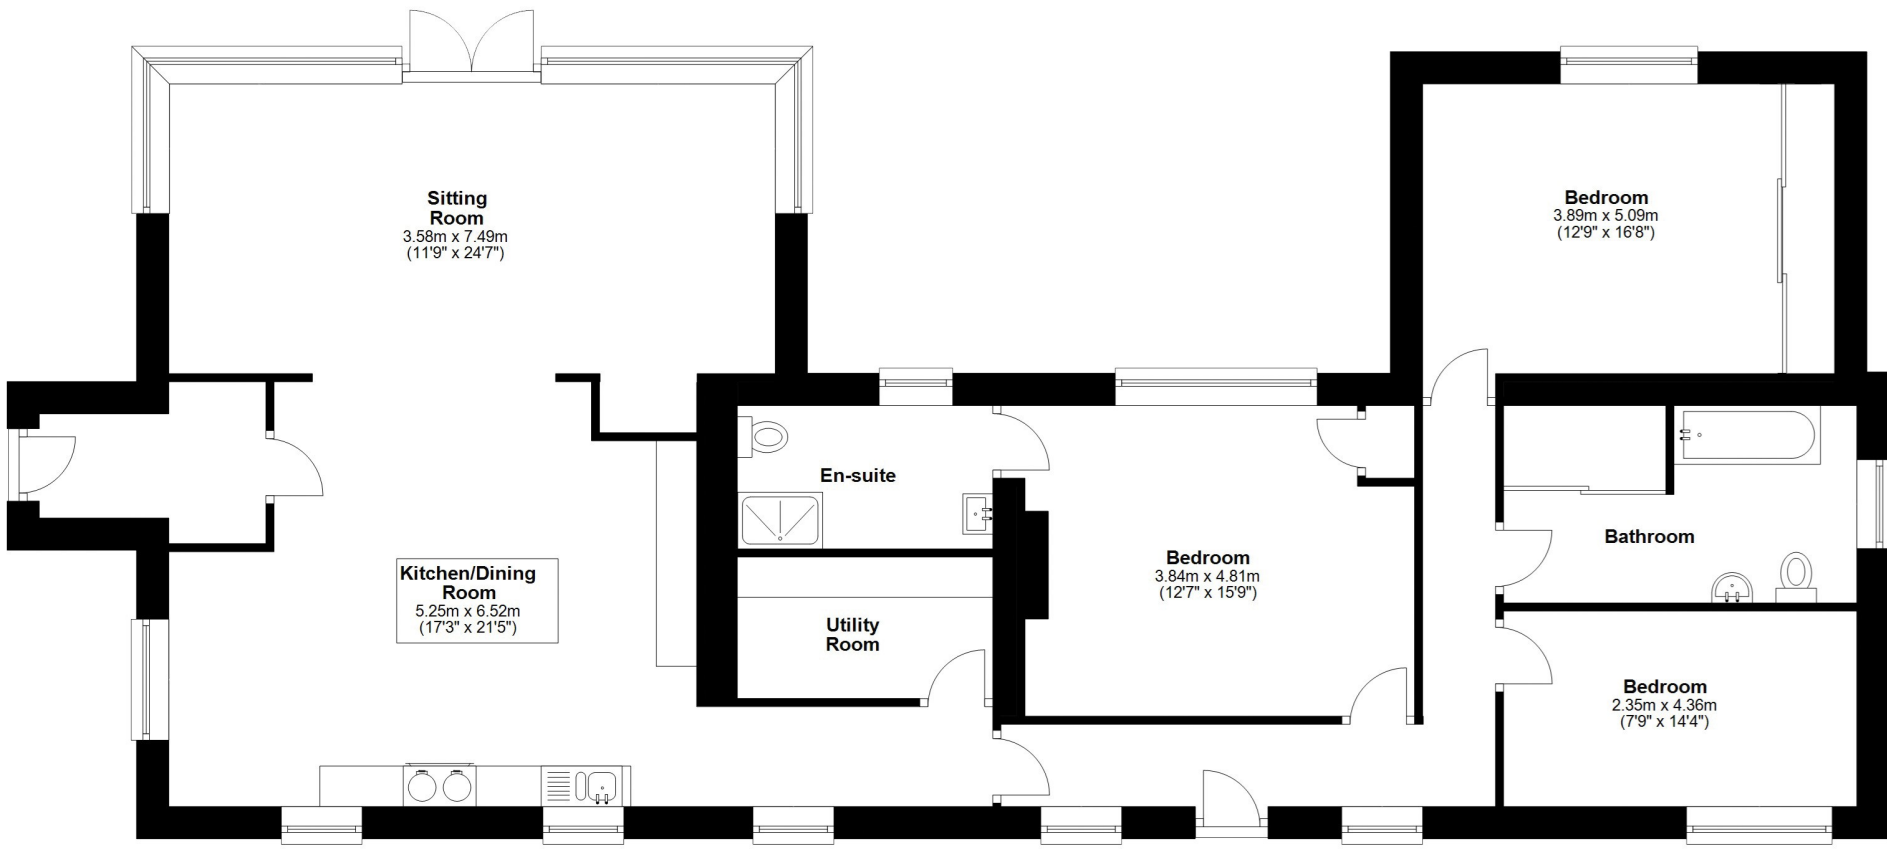 Sitting
Room
3.58m x 7.49m
(11'9" x 24'7")
Bedroom
3.89m x 5.09m
(12'9" x 16'8")
En-suite
Bedroom
3.84m x 4.81m
(12'7" x 15'9")
Bathroom
Kitchen/Dining
Room
5.25m x 6.52m
(17'3" x 21'5")
Utility
Room
Bedroom
2.35m x 4.36m
(7'9" x 14'4")